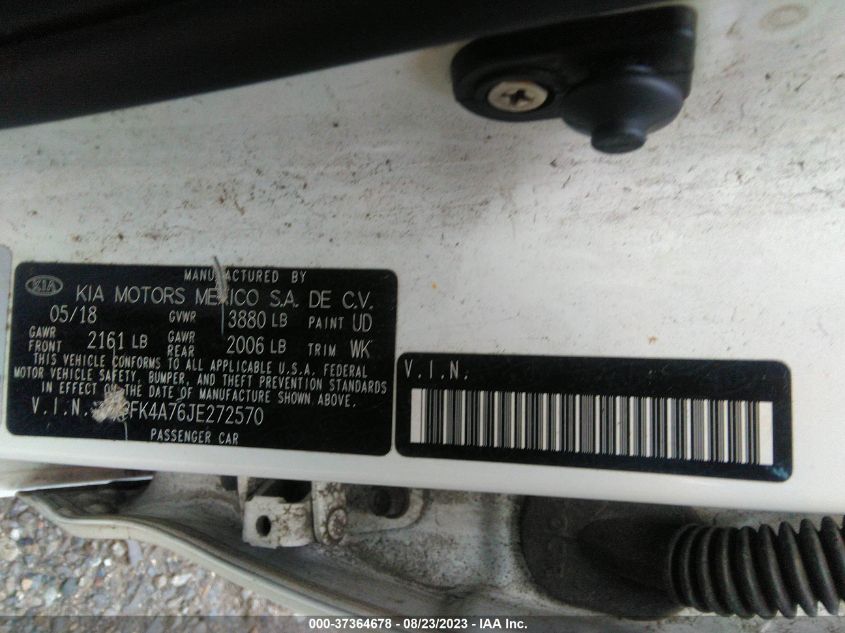 MANUFACTURED BY
KIA
KIA MOTORS MEXICO S.A. DE C.V.
05/18 GVWR 3880 LB PAINT UD
GAWR FRONT 2161 LB GAWR REAR 2006 LB TRIM WK
THIS VEHICLE CONFORMS TO ALL APPLICABLE U.S.A. FEDERAL
MOTOR VEHICLE SAFETY, BUMPER, AND THEFT PREVENTION STANDARDS
IN EFFECT ON THE DATE OF MANUFACTURE SHOWN ABOVE.
V.I.N. FK4A76JE272570
PASSENGER CAR
V.I.N.
000-37364678 - 08/23/2023 - IAA Inc.